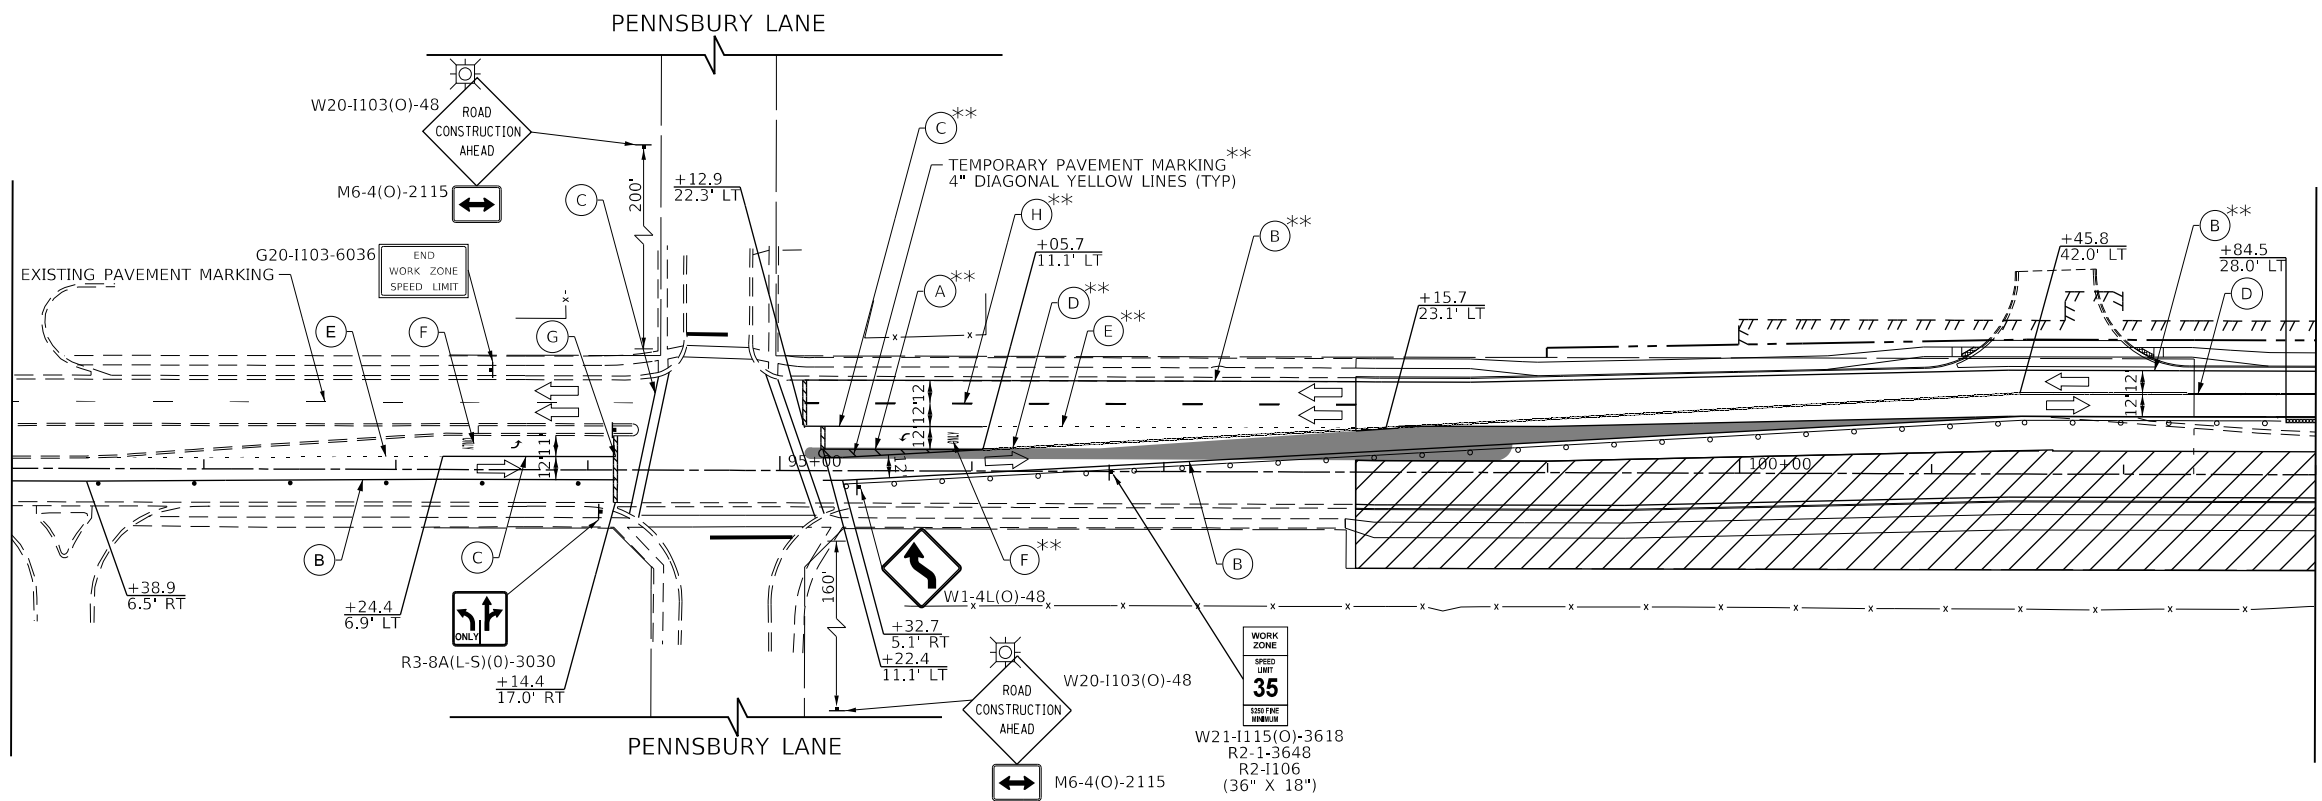 PENNSBURY LANE
W20-I103(O)-48
ROAD
CONSTRUCTION
AHEAD
M6-4(O)-2115
200'
C
+12.9
22.3' LT
C**
TEMPORARY PAVEMENT MARKING**
4" DIAGONAL YELLOW LINES (TYP)
H**
B**
B**
+05.7
11.1' LT
+45.8
42.0' LT
+84.5
28.0' LT
G20-I103-6036
END
WORK ZONE
SPEED LIMIT
EXISTING PAVEMENT MARKING
E
F
G
A**
D**
E**
+15.7
23.1' LT
D
12'
12'
12'
12'
12'
12'
11'
12'
ONLY
95+00
100+00
B
C
F**
B
+38.9
6.5' RT
+24.4
6.9' LT
ONLY
R3-8A(L-S)(0)-3030
+14.4
17.0' RT
160'
W1-4L(O)-48
+32.7
5.1' RT
+22.4
11.1' LT
W20-I103(O)-48
ROAD
CONSTRUCTION
AHEAD
M6-4(O)-2115
WORK
ZONE
SPEED
LIMIT
35
$250 FINE
MINIMUM
W21-I115(O)-3618
R2-1-3648
R2-I106
(36" X 18")
PENNSBURY LANE